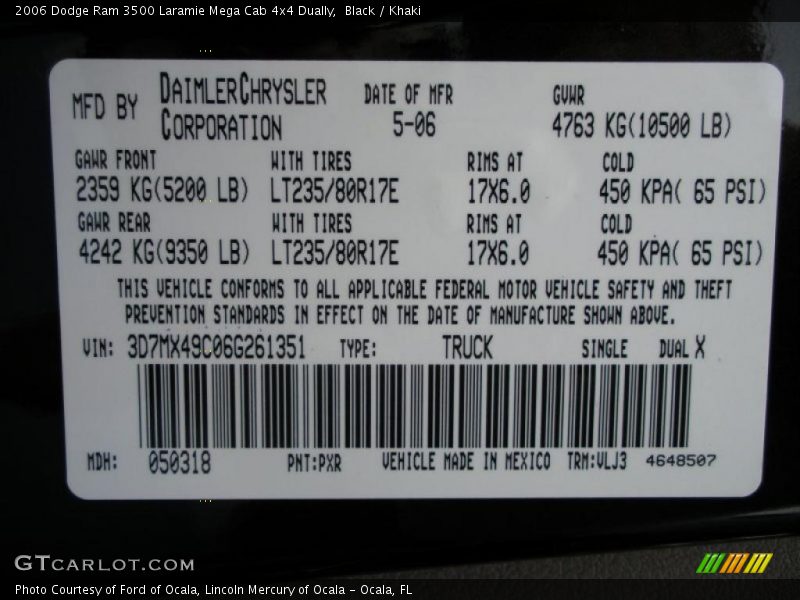 2006 Dodge Ram 3500 Laramie Mega Cab 4x4 Dually,  Black / Khaki
MFD BY DAIMLERCHRYSLER CORPORATION DATE OF MFR 5-06 GVWR 4763 KG(10500 LB)
GAWR FRONT WITH TIRES RIMS AT COLD
2359 KG(5200 LB) LT235/80R17E 17X6.0 450 KPA( 65 PSI)
GAWR REAR WITH TIRES RIMS AT COLD
4242 KG(9350 LB) LT235/80R17E 17X6.0 450 KPA( 65 PSI)
THIS VEHICLE CONFORMS TO ALL APPLICABLE FEDERAL MOTOR VEHICLE SAFETY AND THEFT
PREVENTION STANDARDS IN EFFECT ON THE DATE OF MANUFACTURE SHOWN ABOVE.
VIN: 3D7MX49C06G261351 TYPE: TRUCK SINGLE DUAL X
MDH: 050318 PNT:PXR VEHICLE MADE IN MEXICO TRM:VLJ3 4648507
GTCARLOT.COM
Photo Courtesy of Ford of Ocala, Lincoln Mercury of Ocala - Ocala, FL